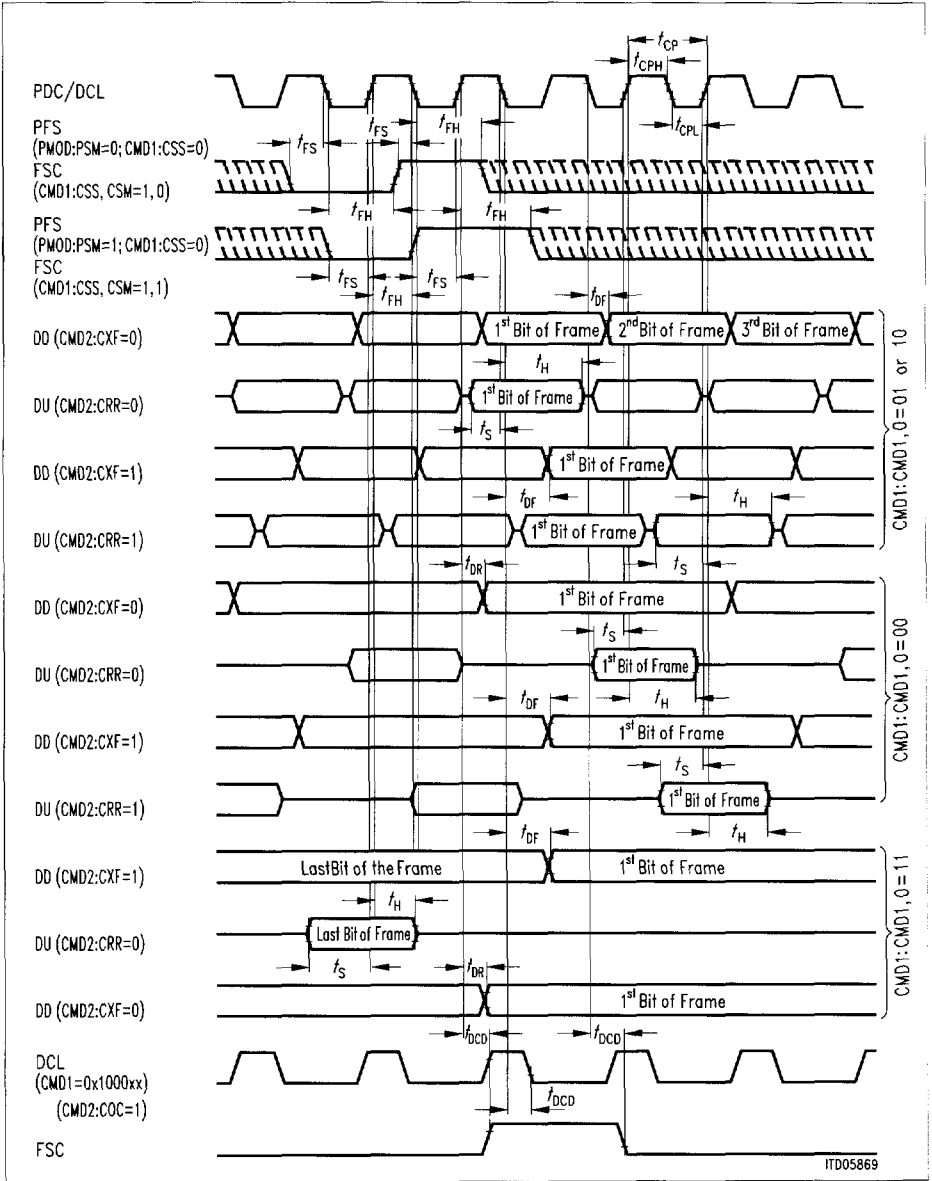 t_CP
t_CPH
PDC/DCL
t_CPL
PFS
(PMOD:PSM=0; CMD1:CSS=0)
t_FS t_FS t_FH
FSC
(CMD1:CSS, CSM=1,0)
t_FH t_FH
PFS
(PMOD:PSM=1; CMD1:CSS=0)
FSC
(CMD1:CSS, CSM=1,1)
t_FS t_FS
t_FH
t_DF
DD (CMD2:CXF=0) 1st Bit of Frame 2nd Bit of Frame 3rd Bit of Frame
t_H
DU (CMD2:CRR=0) 1st Bit of Frame
t_S
DD (CMD2:CXF=1) 1st Bit of Frame
t_DF t_H
DU (CMD2:CRR=1) 1st Bit of Frame
t_S
CMD1:CMD1,0=01 or 10
t_DR
DD (CMD2:CXF=0) 1st Bit of Frame
t_S
DU (CMD2:CRR=0) 1st Bit of Frame
t_DF t_H
DD (CMD2:CXF=1) 1st Bit of Frame
t_S
DU (CMD2:CRR=1) 1st Bit of Frame
t_DF t_H
CMD1:CMD1,0=00
DD (CMD2:CXF=1) LastBit of the Frame 1st Bit of Frame
t_H
DU (CMD2:CRR=0) Last Bit of Frame
t_S t_DR
DD (CMD2:CXF=0) 1st Bit of Frame
CMD1:CMD1,0=11
t_DCD t_DCD
DCL
(CMD1=0x1000xx)
(CMD2:COC=1)
t_DCD
FSC
ITD05869